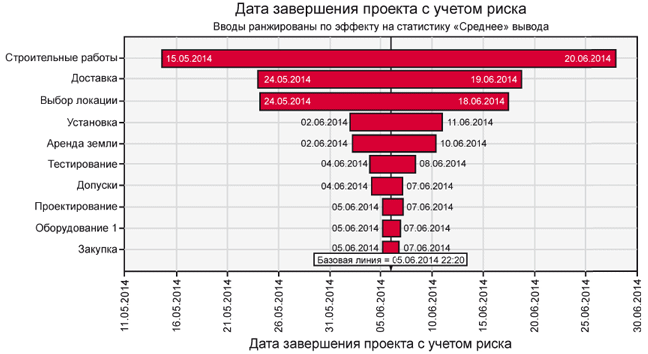 Дата завершения проекта с учетом риска
Вводы ранжированы по эффекту на статистику «Среднее» вывода
Строительные работы 15.05.2014 20.06.2014
Доставка 24.05.2014 19.06.2014
Выбор локации 24.05.2014 18.06.2014
Установка 02.06.2014 11.06.2014
Аренда земли 02.06.2014 10.06.2014
Тестирование 04.06.2014 08.06.2014
Допуски 04.06.2014 07.06.2014
Проектирование 05.06.2014 07.06.2014
Оборудование 1 05.06.2014 07.06.2014
Закупка 05.06.2014 07.06.2014
Базовая линия = 05.06.2014 22:20
11.05.2014 16.05.2014 21.05.2014 26.05.2014 31.05.2014 05.06.2014 10.06.2014 15.06.2014 20.06.2014 25.06.2014 30.06.2014
Дата завершения проекта с учетом риска